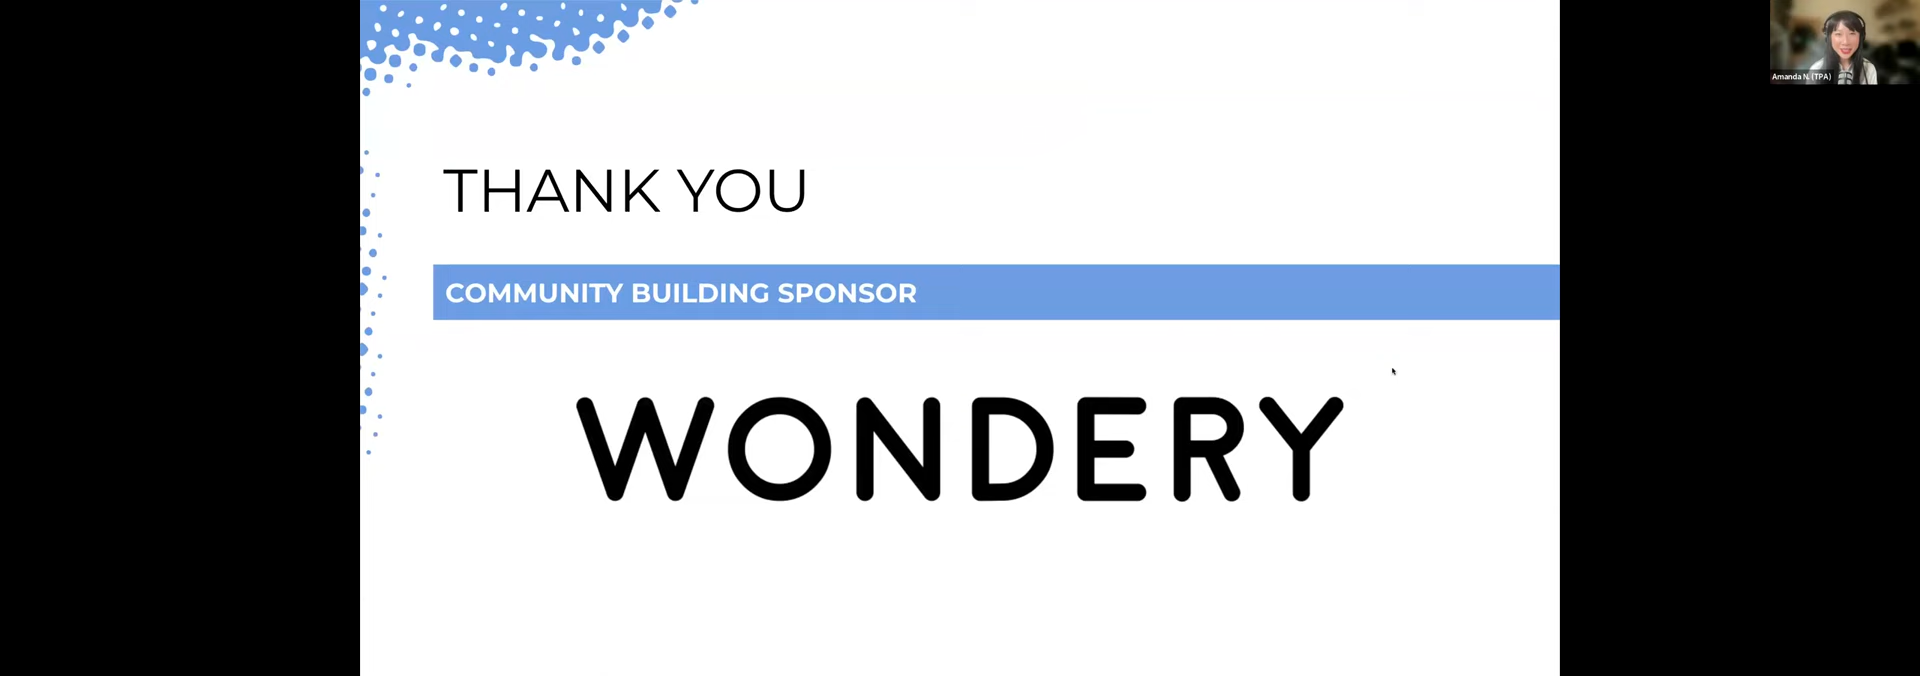 THANK YOU
COMMUNITY BUILDING SPONSOR
WONDERY
Amanda N. (TPA)